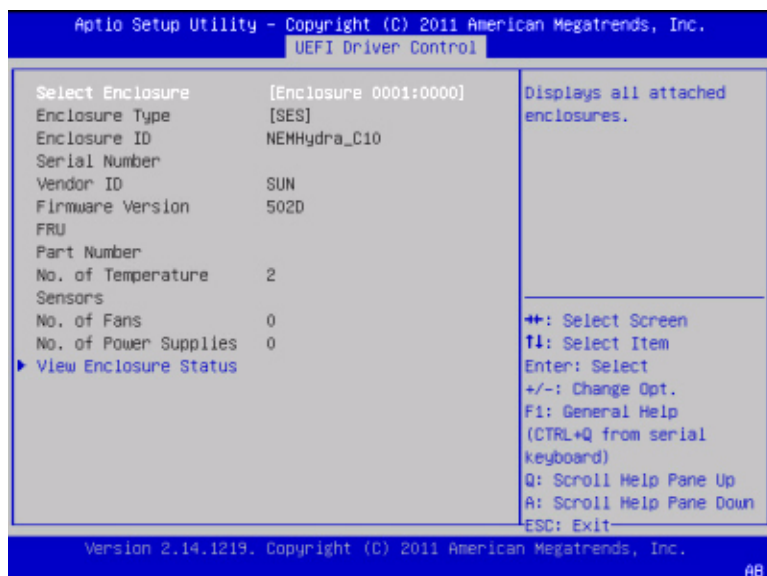 Aptio Setup Utility – Copyright (C) 2011 American Megatrends, Inc.
UEFI Driver Control
Select Enclosure [Enclosure 0001:0000]
Enclosure Type [SES]
Enclosure ID NEMHydra_C10
Serial Number
Vendor ID SUN
Firmware Version 502D
FRU
Part Number
No. of Temperature 2
Sensors
No. of Fans 0
No. of Power Supplies 0
View Enclosure Status
Displays all attached
enclosures.
→←: Select Screen
↑↓: Select Item
Enter: Select
+/-: Change Opt.
F1: General Help
(CTRL+Q from serial
keyboard)
Q: Scroll Help Pane Up
A: Scroll Help Pane Down
ESC: Exit
Version 2.14.1219. Copyright (C) 2011 American Megatrends, Inc.
AB